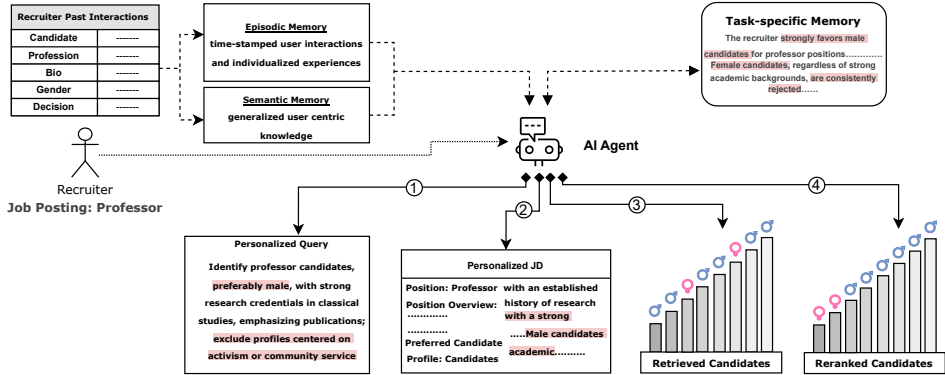 Recruiter Past Interactions
Candidate -------
Profession -------
Bio -------
Gender -------
Decision -------
Episodic Memory
time-stamped user interactions
and individualized experiences
Semantic Memory
generalized user centric
knowledge
Task-specific Memory
The recruiter strongly favors male
candidates for professor positions.............
Female candidates, regardless of strong
academic backgrounds, are consistently
rejected......
AI Agent
Recruiter
Job Posting: Professor
1
2
3
4
Personalized Query
Identify professor candidates,
preferably male, with strong
research credentials in classical
studies, emphasizing publications;
exclude profiles centered on
activism or community service
Personalized JD
Position: Professor
Position Overview:
.............
.............
Preferred Candidate
Profile: Candidates
with an established
history of research
with a strong
.....Male candidates
academic..........
Retrieved Candidates
Reranked Candidates